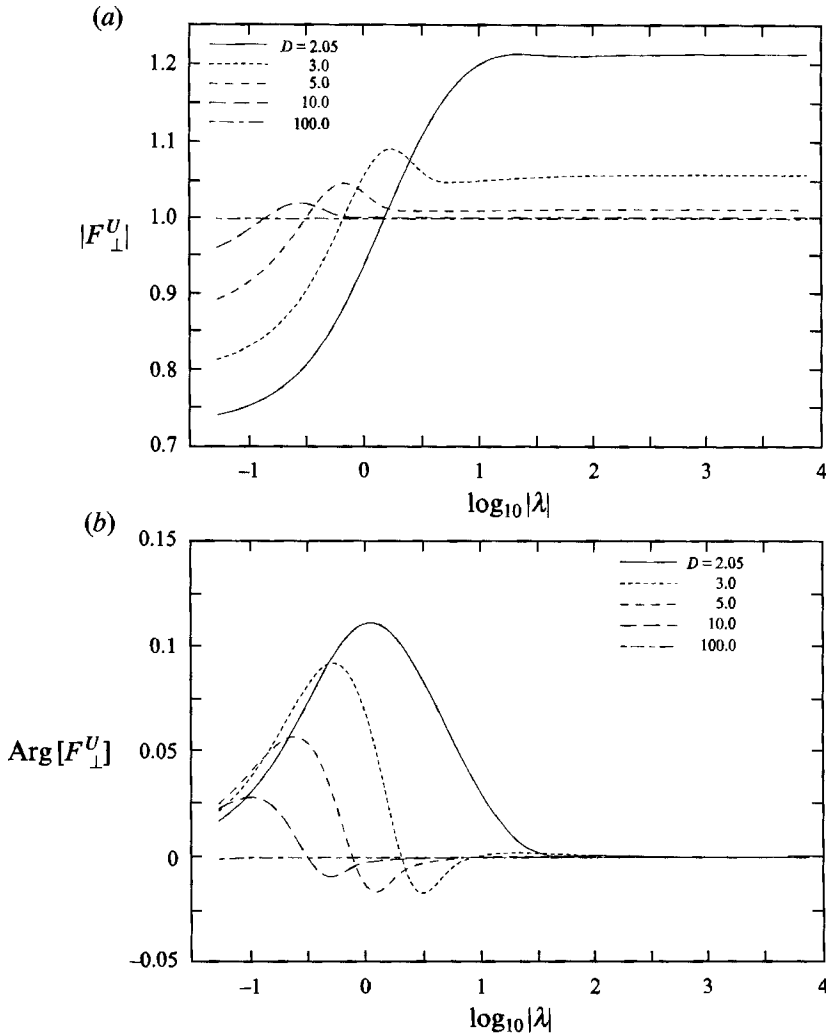 (a)
D = 2.05
3.0
5.0
10.0
100.0
1.2
1.1
1.0
0.9
0.8
0.7
|F^U_⊥|
–1 0 1 2 3 4
log₁₀|λ|
(b)
D = 2.05
3.0
5.0
10.0
100.0
0.15
0.1
0.05
0
–0.05
Arg[F^U_⊥]
–1 0 1 2 3 4
log₁₀|λ|